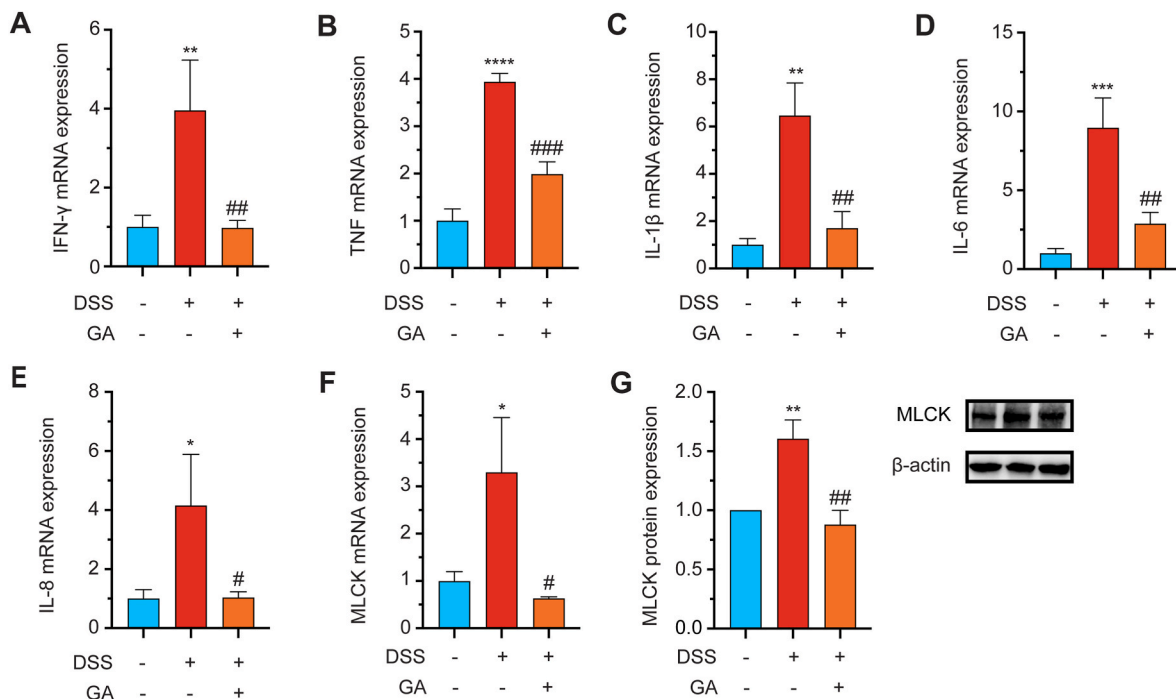 A
IFN-γ mRNA expression
6
4
2
0
**
##
DSS - + +
GA - - +
B
TNF mRNA expression
5
4
3
2
1
0
****
###
DSS - + +
GA - - +
C
IL-1β mRNA expression
10
8
6
4
2
0
**
##
DSS - + +
GA - - +
D
IL-6 mRNA expression
15
10
5
0
***
##
DSS - + +
GA - - +
E
IL-8 mRNA expression
8
6
4
2
0
*
#
DSS - + +
GA - - +
F
MLCK mRNA expression
5
4
3
2
1
0
*
#
DSS - + +
GA - - +
G
MLCK protein expression
2.0
1.5
1.0
0.5
0.0
**
##
DSS - + +
GA - - +
MLCK
β-actin